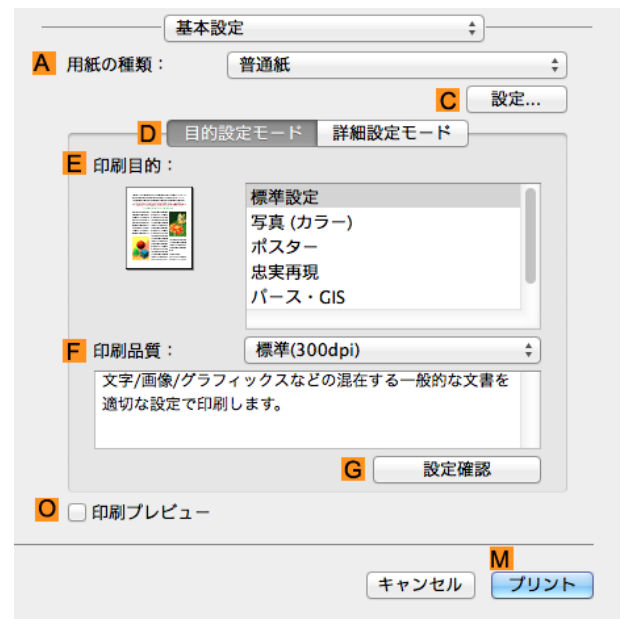 基本設定
A 用紙の種類： 普通紙
C 設定...
D 目的設定モード 詳細設定モード
E 印刷目的：
標準設定
写真 (カラー)
ポスター
忠実再現
パース・GIS
F 印刷品質： 標準(300dpi)
文字/画像/グラフィックスなどの混在する一般的な文書を
適切な設定で印刷します。
G 設定確認
O 印刷プレビュー
M
キャンセル プリント